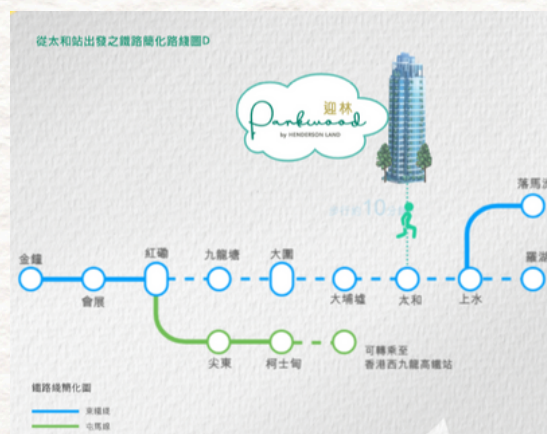 從太和站出發之鐵路簡化路綫圖D
迎林
Parkwood
by HENDERSON LAND
10
落馬洲
金鐘
紅磡
九龍塘
大圍
羅湖
會展
大埔墟
太和
上水
尖東
柯士甸
可轉乘至
香港西九龍高鐵站
鐵路綫簡化圖
東鐵綫
屯馬綫